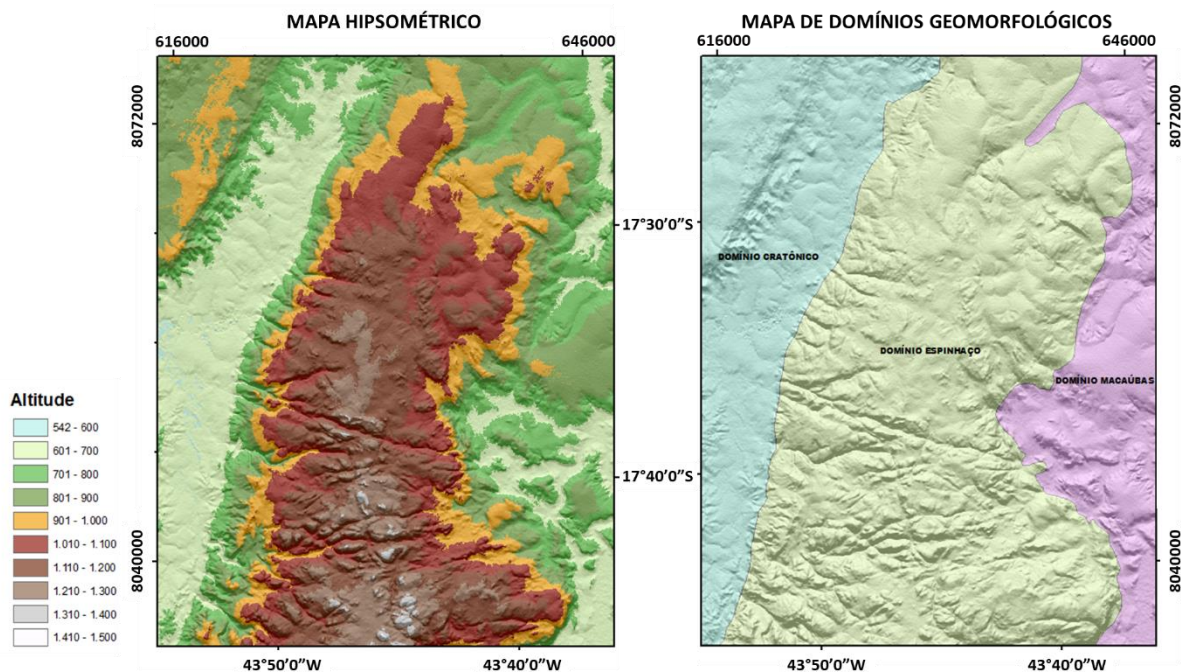 MAPA HIPSOMÉTRICO
616000
646000
8072000
8040000
43°50'0"W
43°40'0"W
Altitude
542 - 600
601 - 700
701 - 800
801 - 900
901 - 1.000
1.010 - 1.100
1.110 - 1.200
1.210 - 1.300
1.310 - 1.400
1.410 - 1.500
17°30'0"S
17°40'0"S
MAPA DE DOMÍNIOS GEOMORFOLÓGICOS
616000
646000
DOMÍNIO CRATÔNICO
DOMÍNIO ESPINHAÇO
DOMÍNIO MACAÚBAS
8072000
8040000
43°50'0"W
43°40'0"W